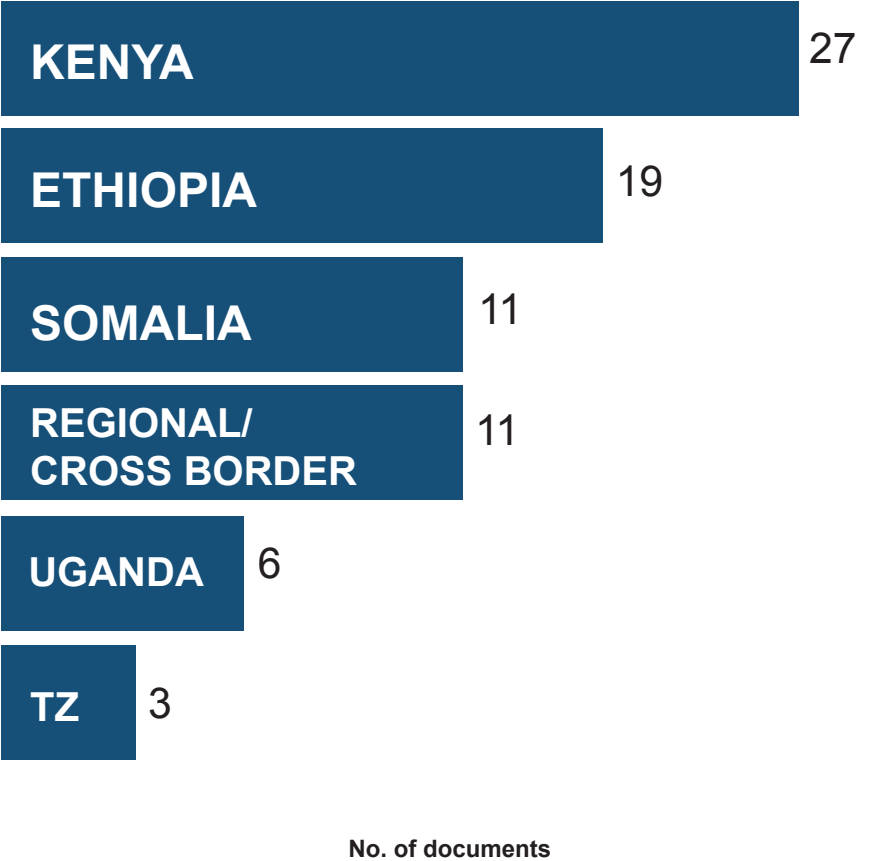 KENYA
27
ETHIOPIA
19
SOMALIA
11
REGIONAL/
CROSS BORDER
11
UGANDA
6
TZ
3
No. of documents